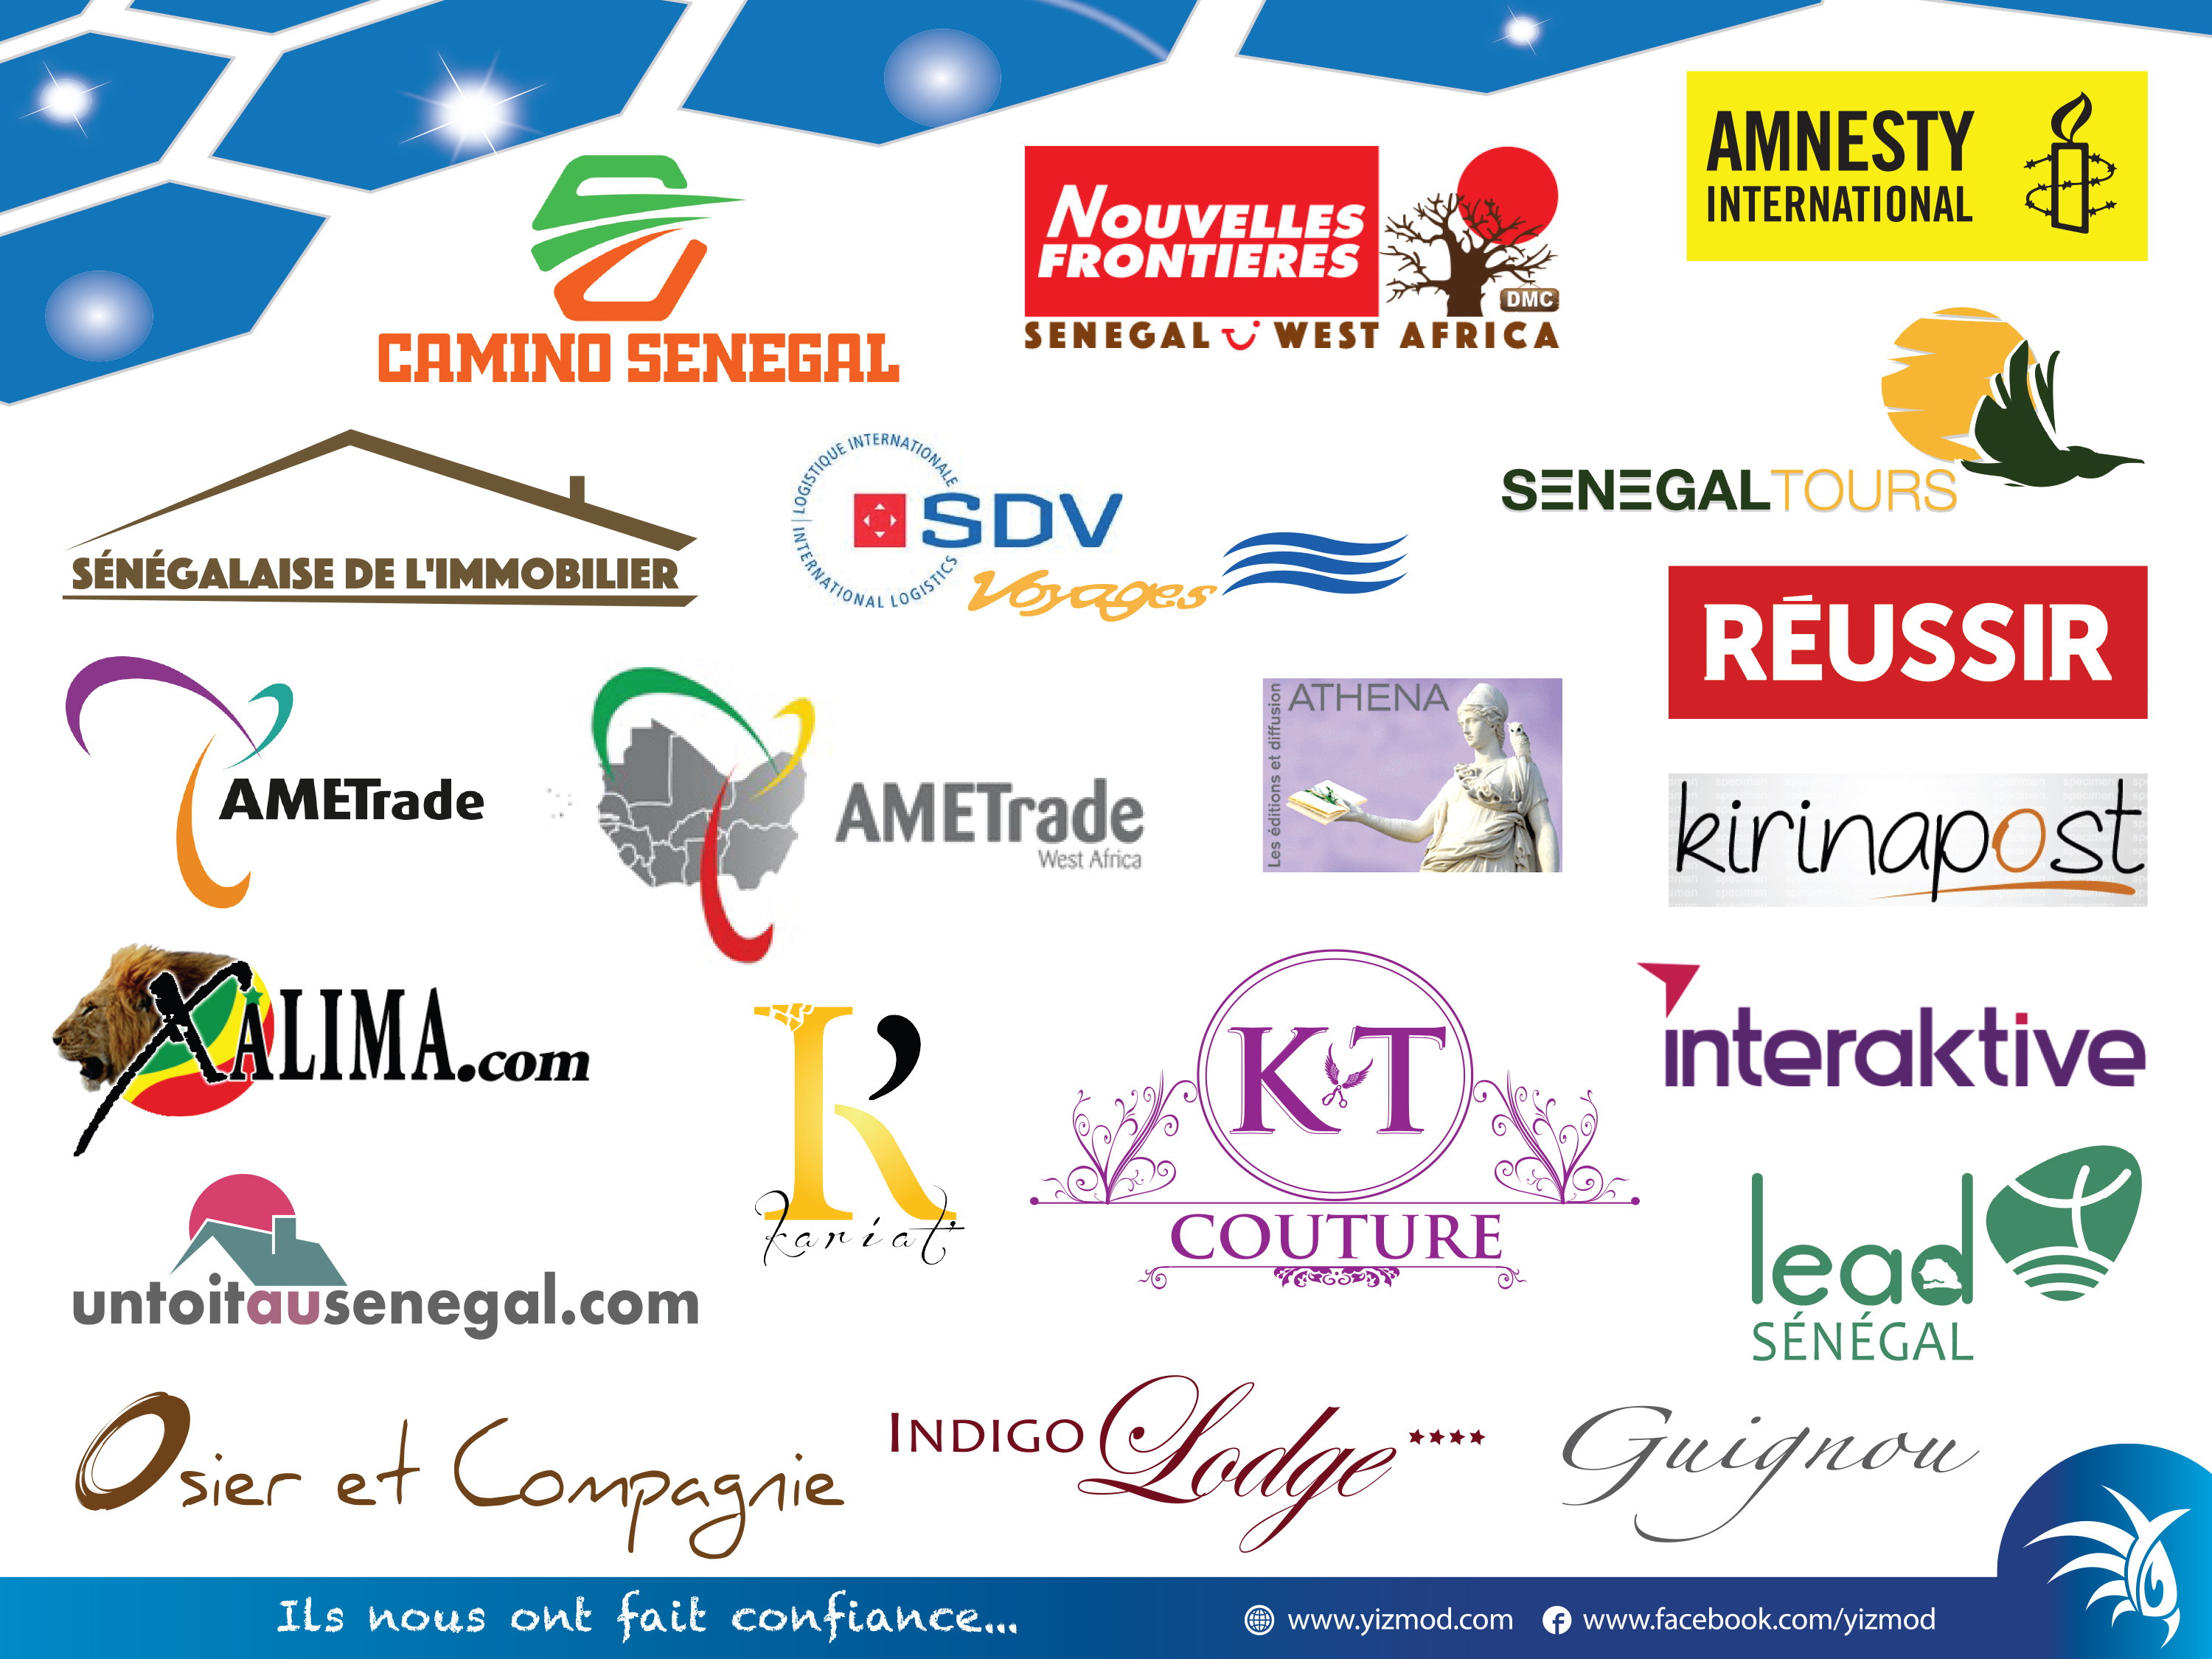 AMNESTY
INTERNATIONAL
NOUVELLES
FRONTIERES
DMC
SENEGAL WEST AFRICA
CAMINO SENEGAL
SENEGALTOURS
SÉNÉGALAISE DE L'IMMOBILIER
LOGISTIQUE INTERNATIONALE
INTERNATIONAL LOGISTICS
SDV
Voyages
RÉUSSIR
AMETrade
AMETrade
West Africa
Les éditions et diffusion
ATHENA
kirinapost
XALIMA.com
K
kariat
KT
COUTURE
interaktive
untoitausenegal.com
lead
SÉNÉGAL
Osier et Compagnie
INDIGO Lodge
Guignou
Ils nous ont fait confiance...
www.yizmod.com
www.facebook.com/yizmod